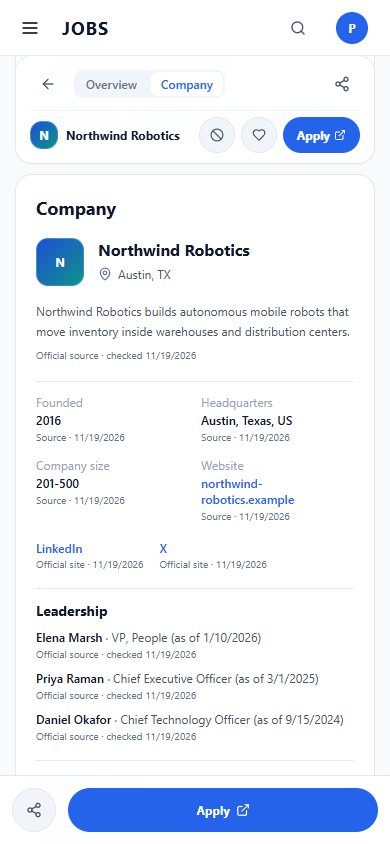 JOBS
P
Overview
Company
N
Northwind Robotics
Apply
Company
N
Northwind Robotics
Austin, TX
Northwind Robotics builds autonomous mobile robots that
move inventory inside warehouses and distribution centers.
Official source · checked 11/19/2026
Founded
Headquarters
2016
Austin, Texas, US
Source · 11/19/2026
Source · 11/19/2026
Company size
Website
201-500
northwind-
robotics.example
Source · 11/19/2026
Source · 11/19/2026
LinkedIn
X
Official site · 11/19/2026
Official site · 11/19/2026
Leadership
Elena Marsh · VP, People (as of 1/10/2026)
Official source · checked 11/19/2026
Priya Raman · Chief Executive Officer (as of 3/1/2025)
Official source · checked 11/19/2026
Daniel Okafor · Chief Technology Officer (as of 9/15/2024)
Official source · checked 11/19/2026
Apply